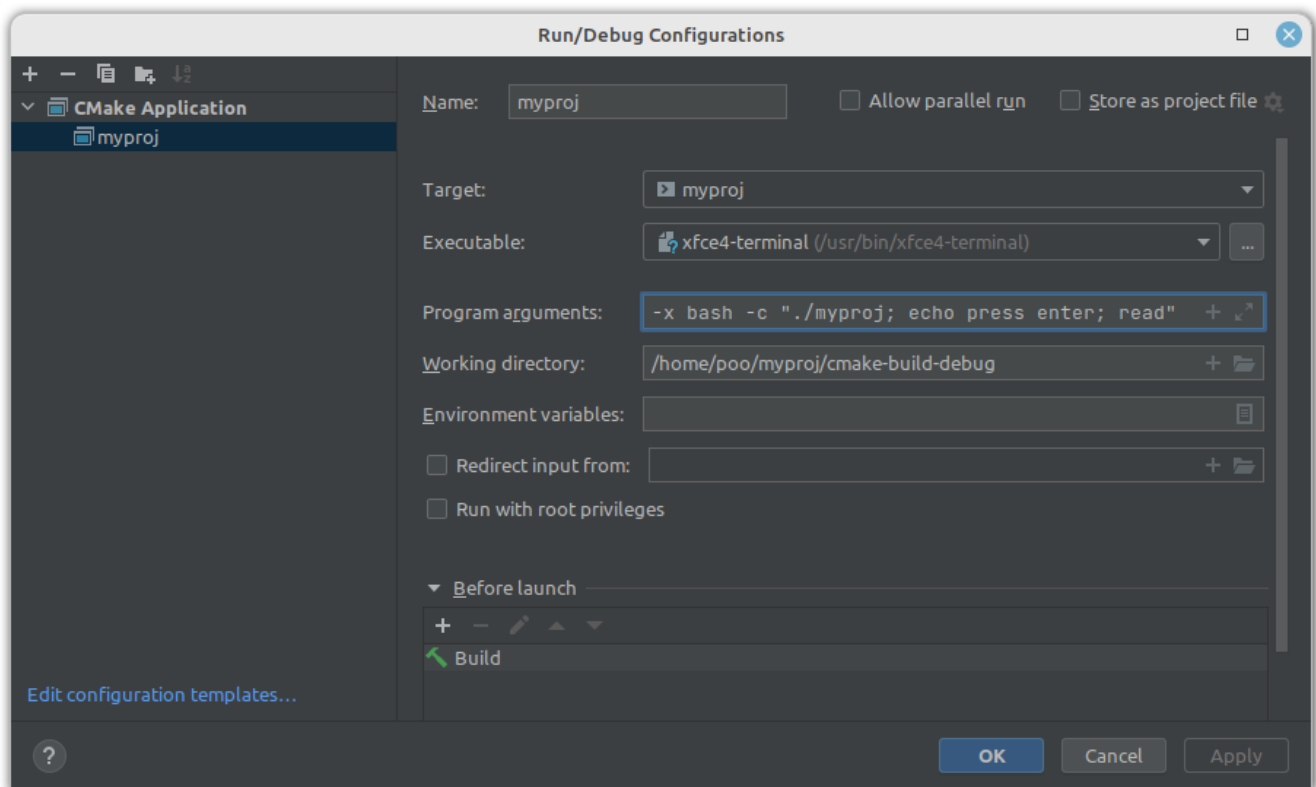 Run/Debug Configurations
CMake Application
myproj
Edit configuration templates...
Name: myproj Allow parallel run Store as project file
Target: myproj
Executable: xfce4-terminal (/usr/bin/xfce4-terminal) ...
Program arguments: -x bash -c "./myproj; echo press enter; read"
Working directory: /home/poo/myproj/cmake-build-debug
Environment variables:
Redirect input from:
Run with root privileges
Before launch
Build
? OK Cancel Apply